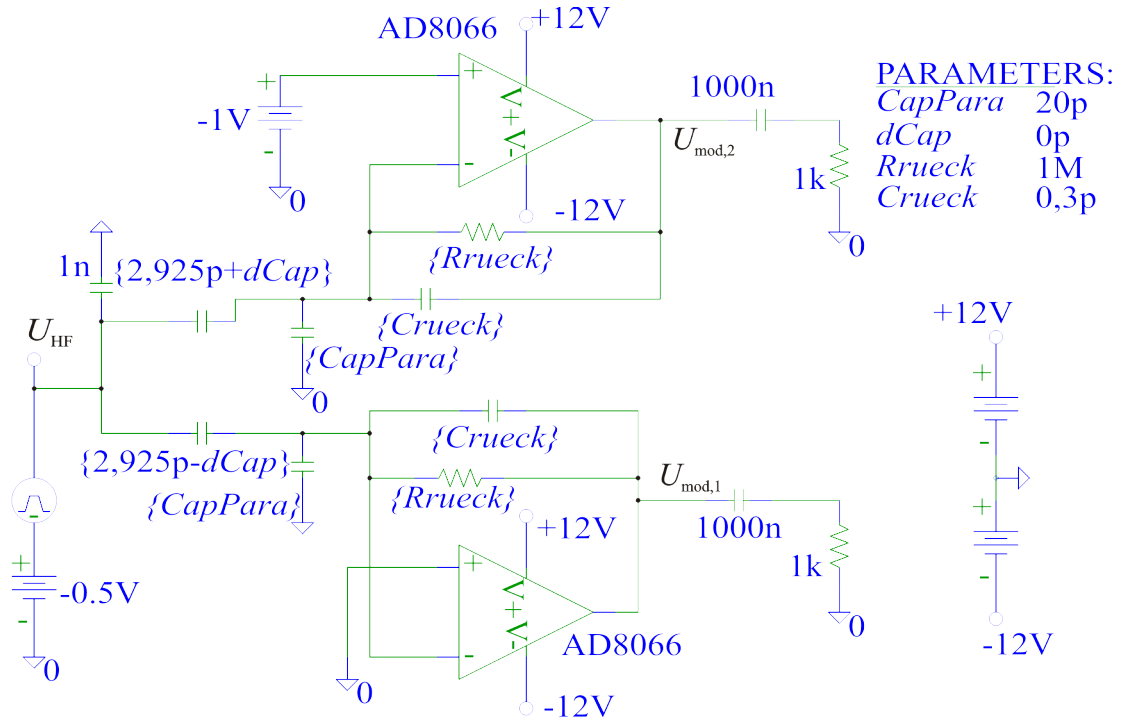 AD8066
+12V
PARAMETERS:
CapPara 20p
dCap 0p
Rrueck 1M
Crueck 0,3p
+
-1V
-
0
+
V+V-
-
1000n
Umod,2
1k
0
-12V
{Rrueck}
1n
{2,925p+dCap}
{Crueck}
UHF
{CapPara}
0
+12V
+
-
+
-
-12V
{Crueck}
{2,925p-dCap}
{CapPara}
{Rrueck}
Umod,1
1000n
+12V
-
+
-0.5V
-
0
+
V+V-
-
1k
0
AD8066
0
-12V